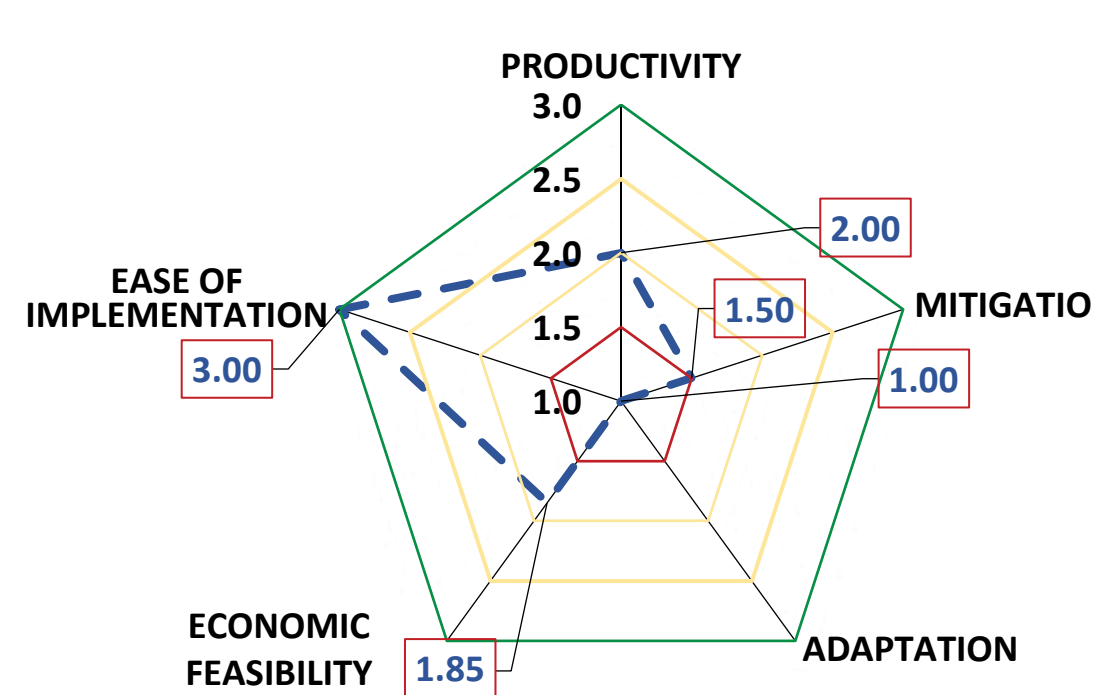 PRODUCTIVITY
3.0
2.5
2.00
2.0
EASE OF
IMPLEMENTATION
1.50
MITIGATIO
1.5
3.00
1.00
1.0
ECONOMIC
FEASIBILITY
1.85
ADAPTATION